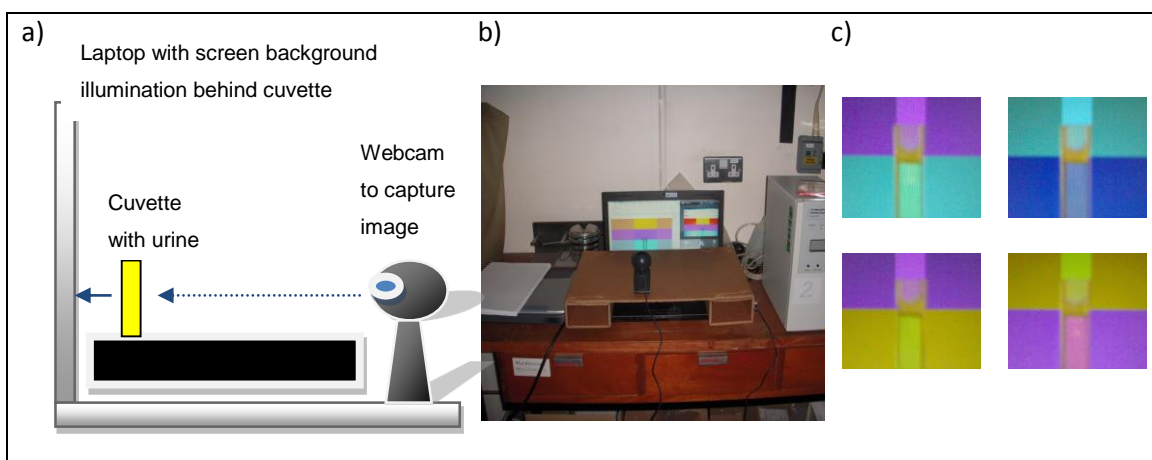 a)
Laptop with screen background
illumination behind cuvette
Cuvette
with urine
Webcam
to capture
image
b)
2
c)